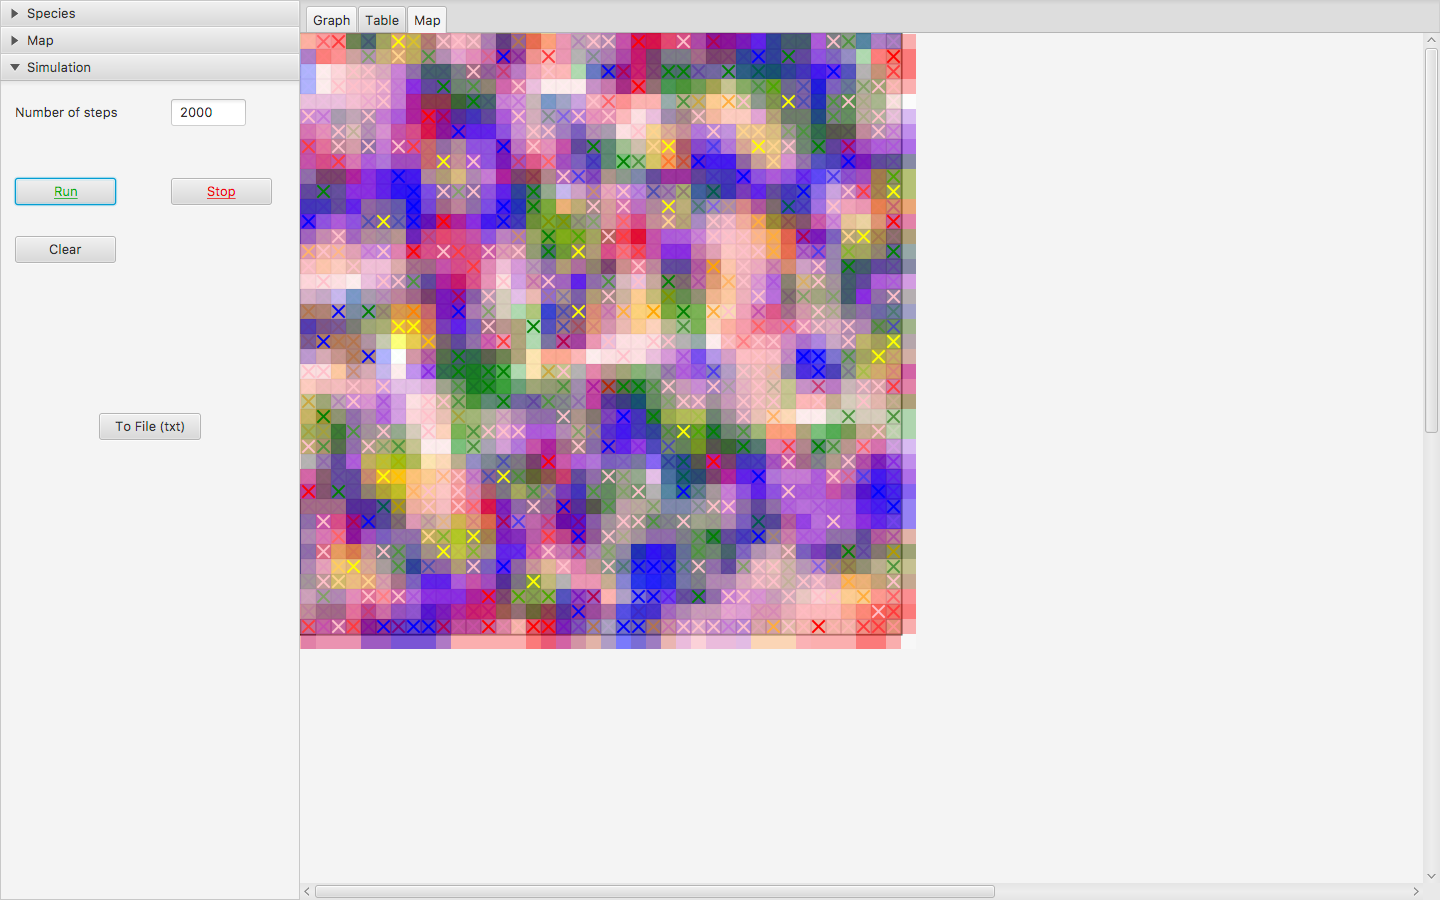 Species
Map
Simulation
Number of steps
2000
Run
Stop
Clear
To File (txt)
Graph
Table
Map